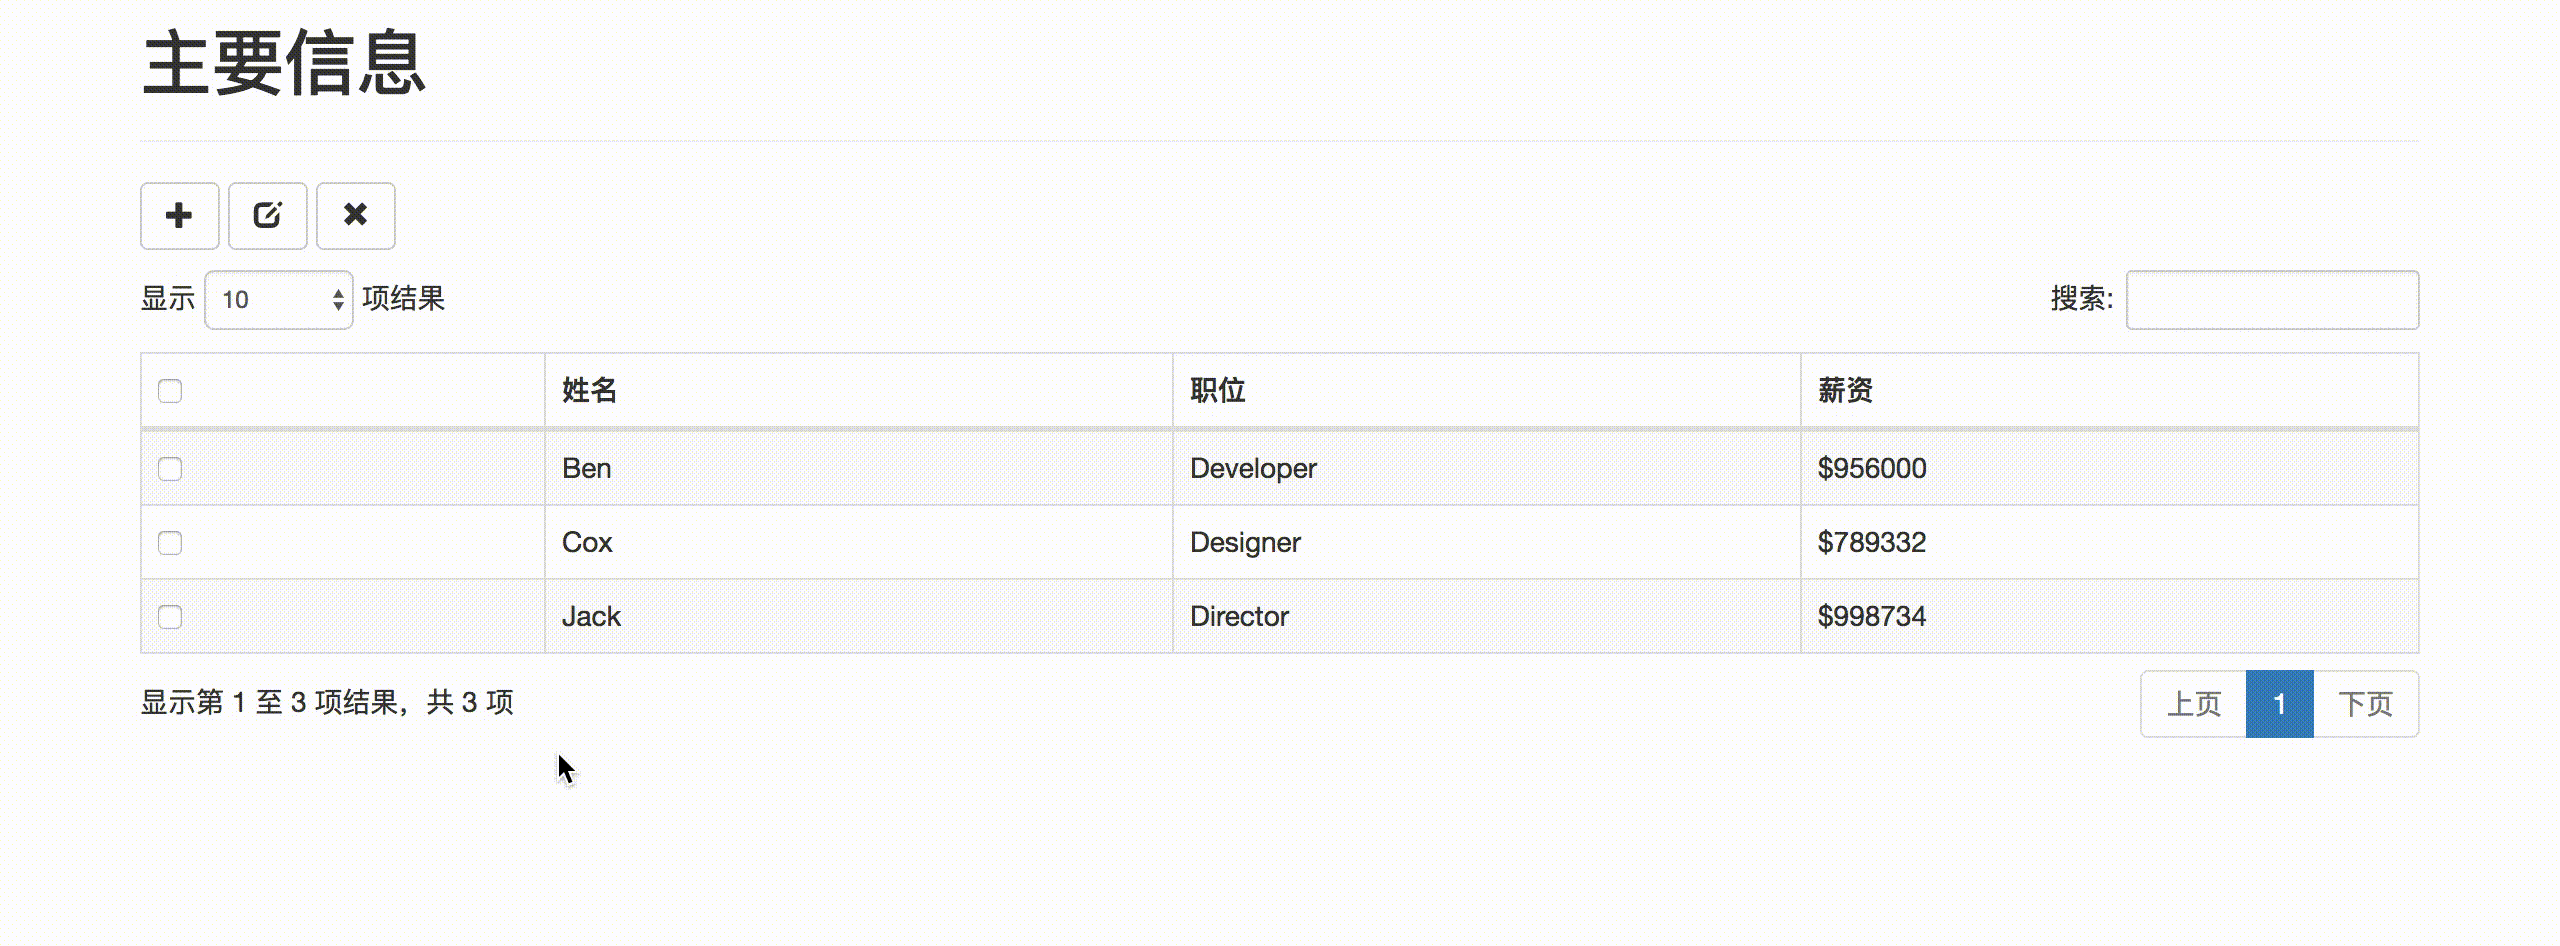 主要信息
显示 10 项结果 搜索:
姓名 职位 薪资
Ben Developer $956000
Cox Designer $789332
Jack Director $998734
显示第 1 至 3 项结果，共 3 项 上页 1 下页